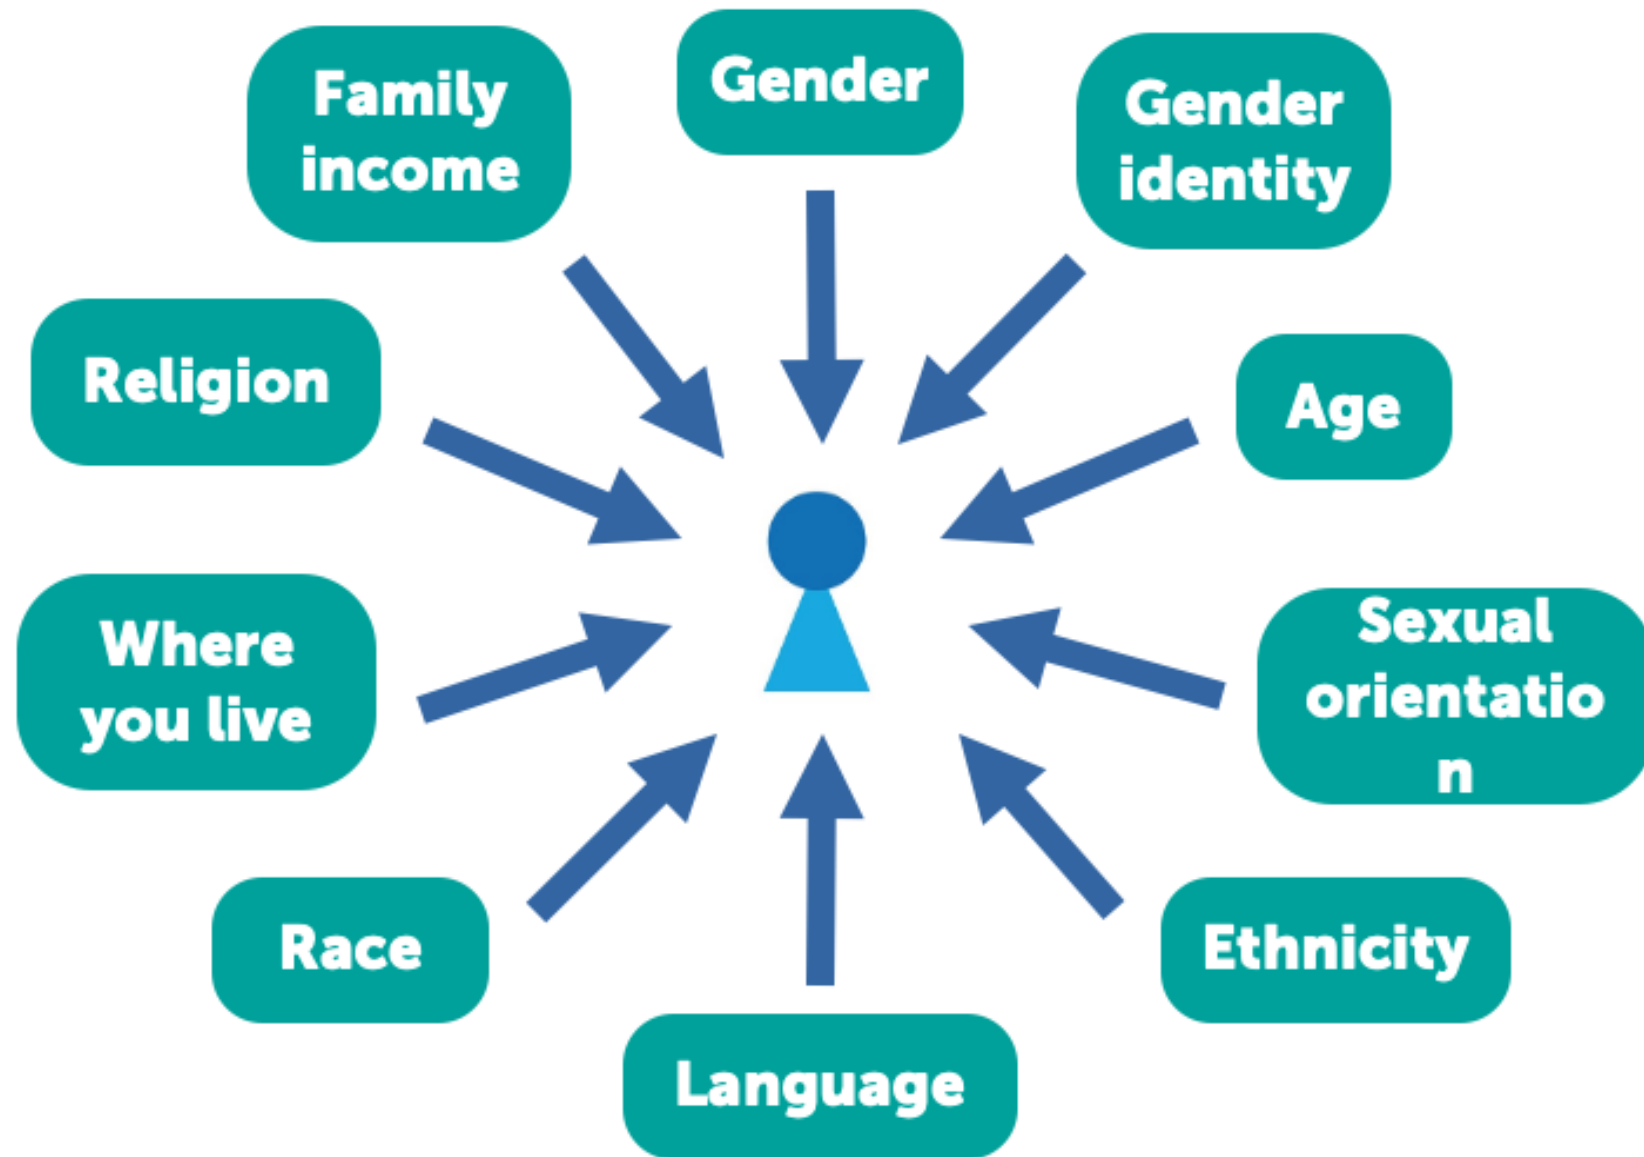 Family
income
Gender
Gender
identity
Religion
Age
Where
you live
Sexual
orientatio
n
Race
Ethnicity
Language